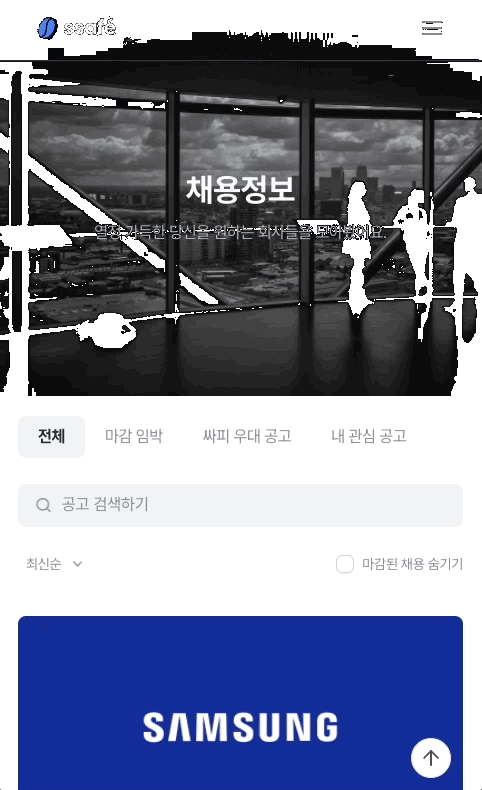 ssafé
채용정보
열정 가득한 당신을 원하는 회사들을 모아봤어요.
전체
마감 임박
싸피 우대 공고
내 관심 공고
공고 검색하기
최신순
마감된 채용 숨기기
SAMSUNG